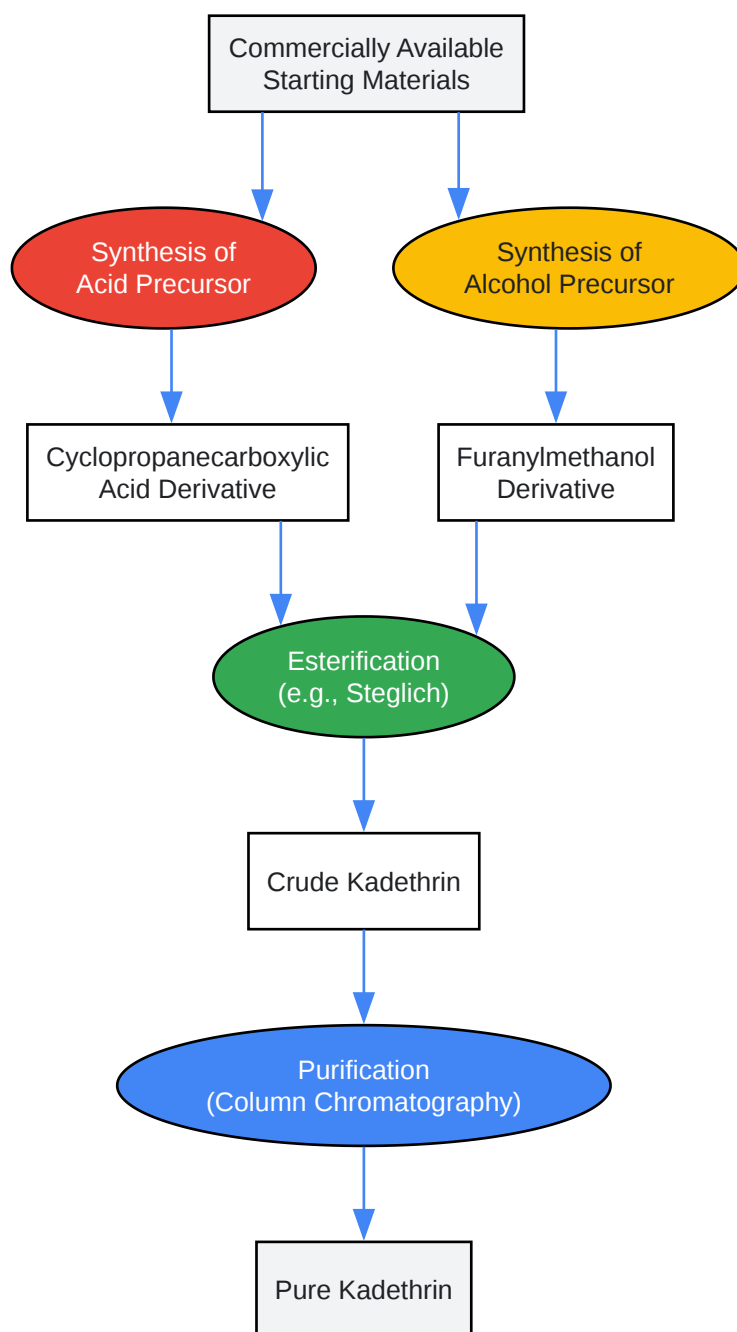 Commercially Available
Starting Materials
Synthesis of
Acid Precursor
Synthesis of
Alcohol Precursor
Cyclopropanecarboxylic
Acid Derivative
Furanylmethanol
Derivative
Esterification
(e.g., Steglich)
Crude Kadethrin
Purification
(Column Chromatography)
Pure Kadethrin